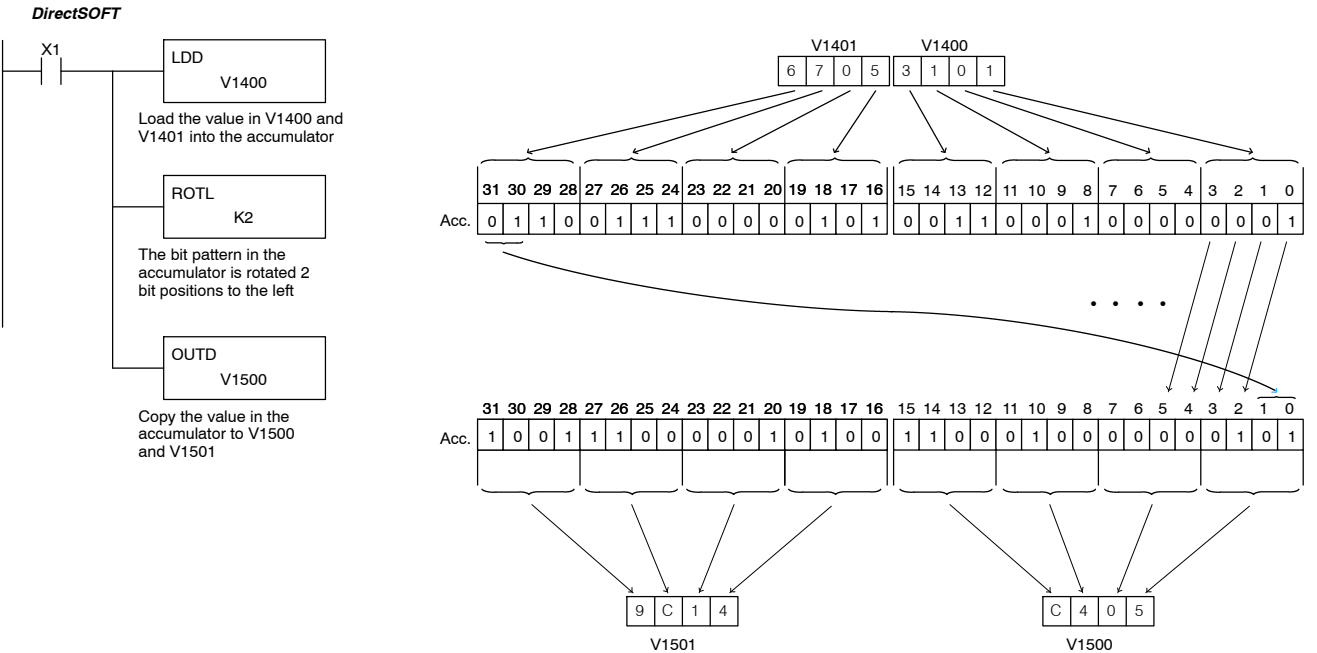 DirectSOFT
X1
LDD
V1400
Load the value in V1400 and
V1401 into the accumulator
ROTL
K2
The bit pattern in the
accumulator is rotated 2
bit positions to the left
OUTD
V1500
Copy the value in the
accumulator to V1500
and V1501
V1401 V1400
6 7 0 5 3 1 0 1
31 30 29 28 27 26 25 24 23 22 21 20 19 18 17 16 15 14 13 12 11 10 9 8 7 6 5 4 3 2 1 0
Acc. 0 1 1 0 0 1 1 1 0 0 0 0 0 1 0 1 0 0 1 1 0 0 0 1 0 0 0 0 0 0 0 1
31 30 29 28 27 26 25 24 23 22 21 20 19 18 17 16 15 14 13 12 11 10 9 8 7 6 5 4 3 2 1 0
Acc. 1 0 0 1 1 1 0 0 0 0 0 1 0 1 0 0 1 1 0 0 0 1 0 0 0 0 0 0 0 1 0 1
9 C 1 4 C 4 0 5
V1501 V1500